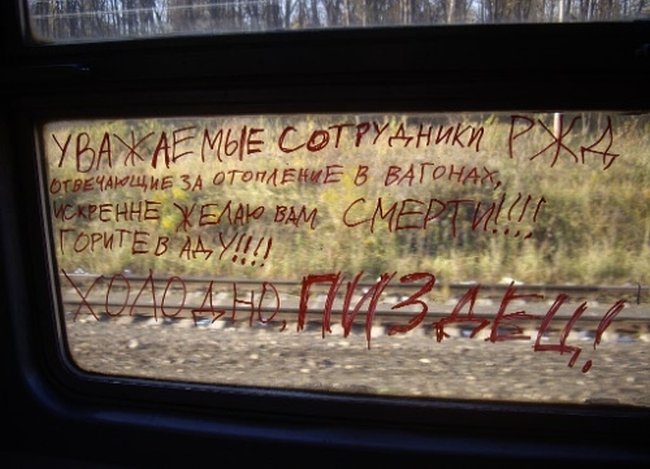 УВАЖАЕМЫЕ СОТРУДНИКИ РЖД
ОТВЕЧАЮЩИЕ ЗА ОТОПЛЕНИЕ В ВАГОНАХ,
ИСКРЕННЕ ЖЕЛАЮ ВАМ СМЕРТИ!!!!
ГОРИТЕ В АДУ!!!!
ХОЛОДНО, ПИЗДЕЦ!